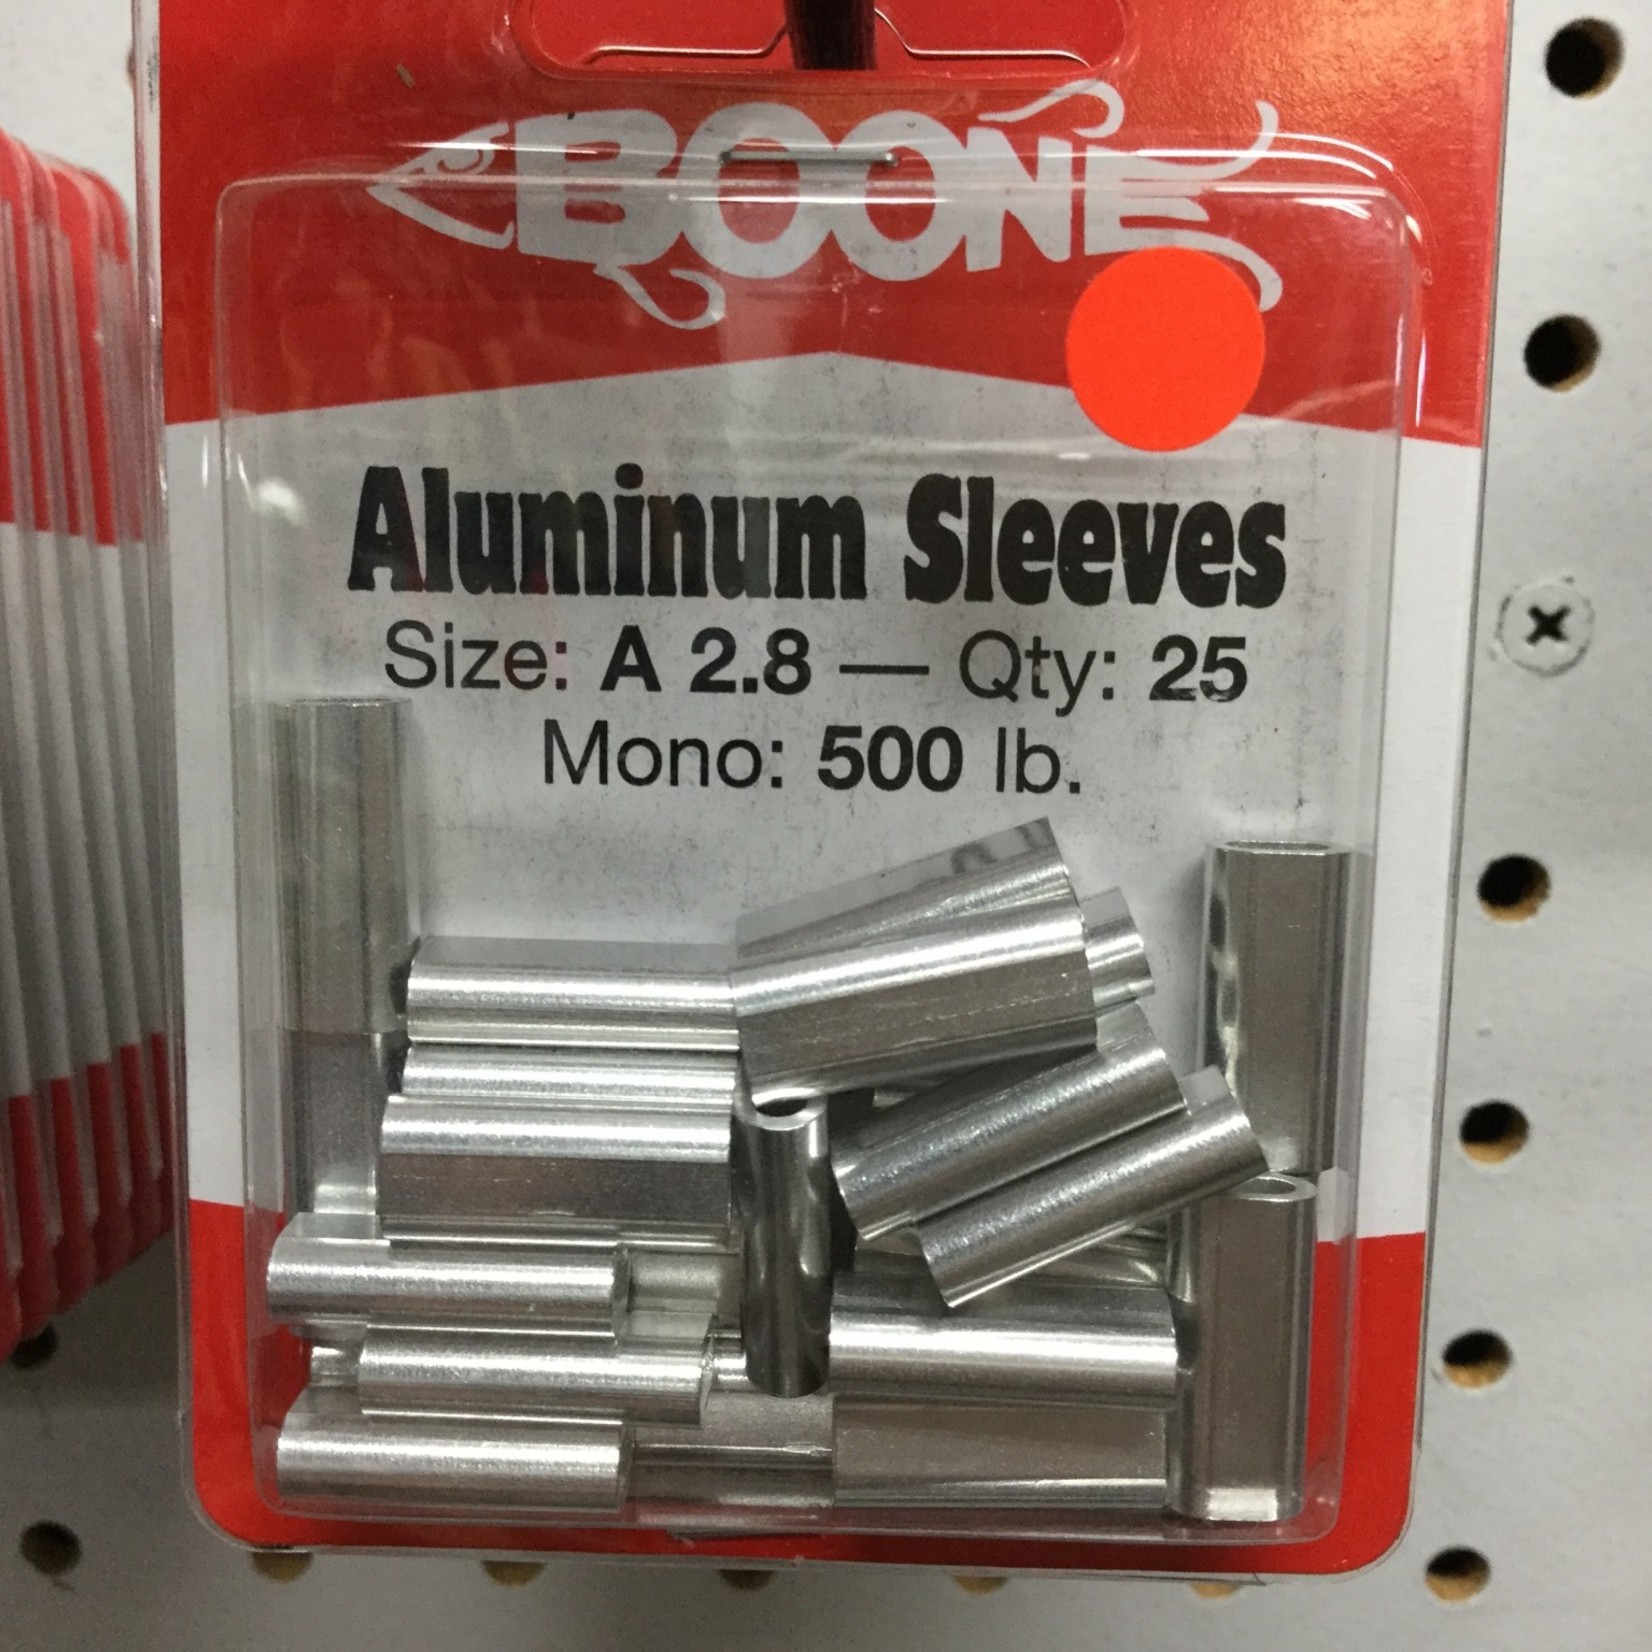 BOONE
Aluminum Sleeves
Size: A 2.8 — Qty: 25
Mono: 500 lb.